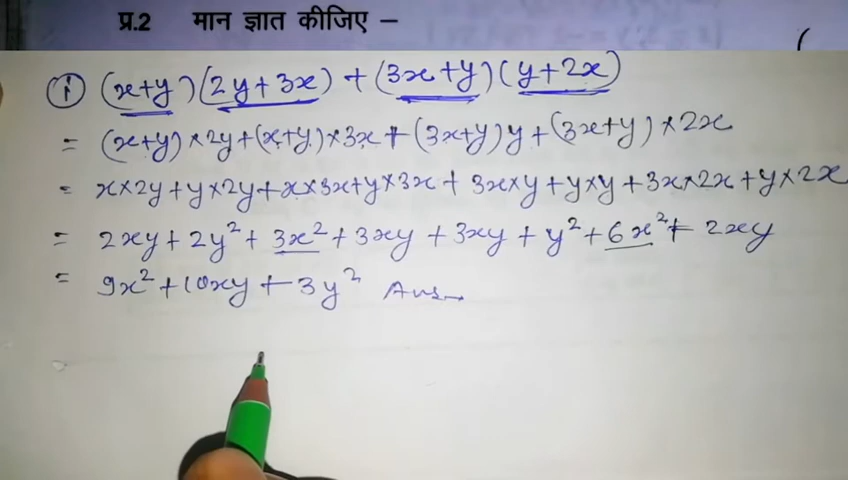 प्र.2 मान ज्ञात कीजिए –
(i) (x+y)(2y+3x) + (3x+y)(y+2x)
= (x+y)×2y+(x+y)×3x+(3x+y)y+(3x+y)×2x
= x×2y+y×2y+x×3x+y×3x+3x×y+y×y+3x×2x+y×2x
= 2xy+2y²+3x²+3xy+3xy+y²+6x²+2xy
= 9x²+10xy+3y² Ans.